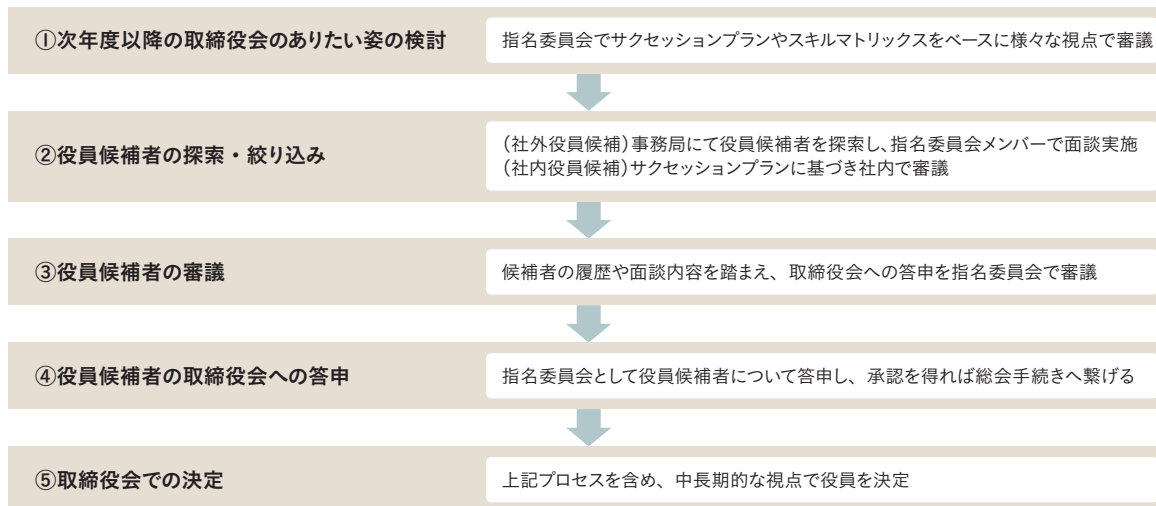 ①次年度以降の取締役会のありたい姿の検討
指名委員会でサクセッションプランやスキルマトリックスをベースに様々な視点で審議
②役員候補者の探索・絞り込み
(社外役員候補)事務局にて役員候補者を探索し、指名委員会メンバーで面談実施
(社内役員候補)サクセッションプランに基づき社内で審議
③役員候補者の審議
候補者の履歴や面談内容を踏まえ、取締役会への答申を指名委員会で審議
④役員候補者の取締役会への答申
指名委員会として役員候補者について答申し、承認を得れば総会手続きへ繋げる
⑤取締役会での決定
上記プロセスを含め、中長期的な視点で役員を決定